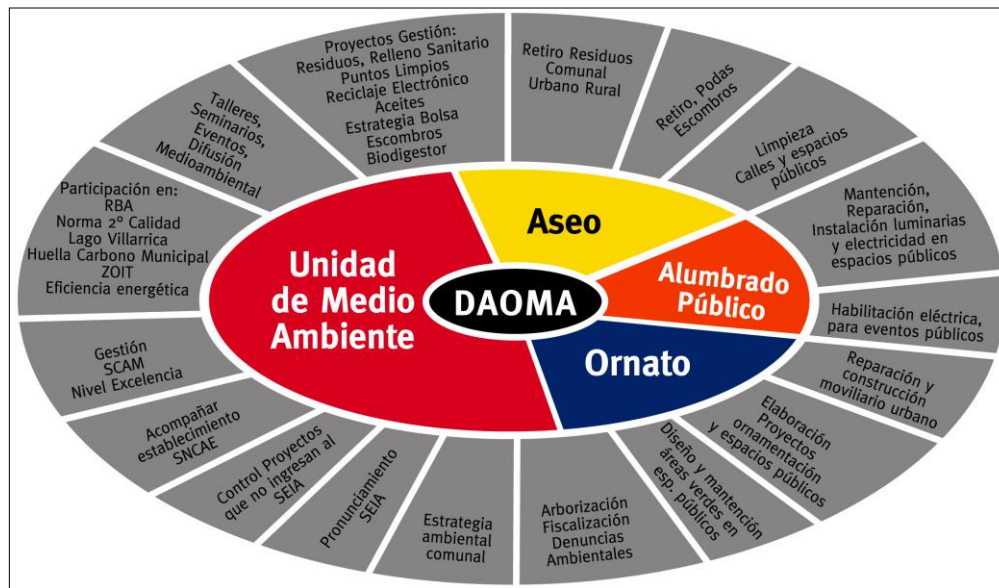 DAOMA
Unidad
de Medio
Ambiente
Aseo
Alumbrado
Público
Ornato
Proyectos Gestión:
Residuos, Relleno Sanitario
Puntos Limpios
Reciclaje Electrónico
Aceites
Estrategia Bolsa
Escombros
Biodigestor
Retiro Residuos
Comunal
Urbano Rural
Retiro, Podas
Escombros
Limpieza
Calles y espacios
públicos
Mantención,
Reparación,
Instalación luminarias
y electricidad en
espacios públicos
Habilitación eléctrica,
para eventos públicos
Reparación y
construcción
moviliario urbano
Elaboración
Proyectos
ornamentación
y espacios públicos
Diseño y mantención
áreas verdes en
esp. públicos
Arborización
Fiscalización
Denuncias
Ambientales
Estrategia
ambiental
comunal
Pronunciamiento
SEIA
Control Proyectos
que no ingresan al
SEIA
Acompañar
establecimiento
SNCAE
Gestión
SCAM
Nivel Excelencia
Participación en:
RBA
Norma 2° Calidad
Lago Villarrica
Huella Carbono Municipal
ZOIT
Eficiencia energética
Talleres,
Seminarios,
Eventos,
Difusión
Medioambiental